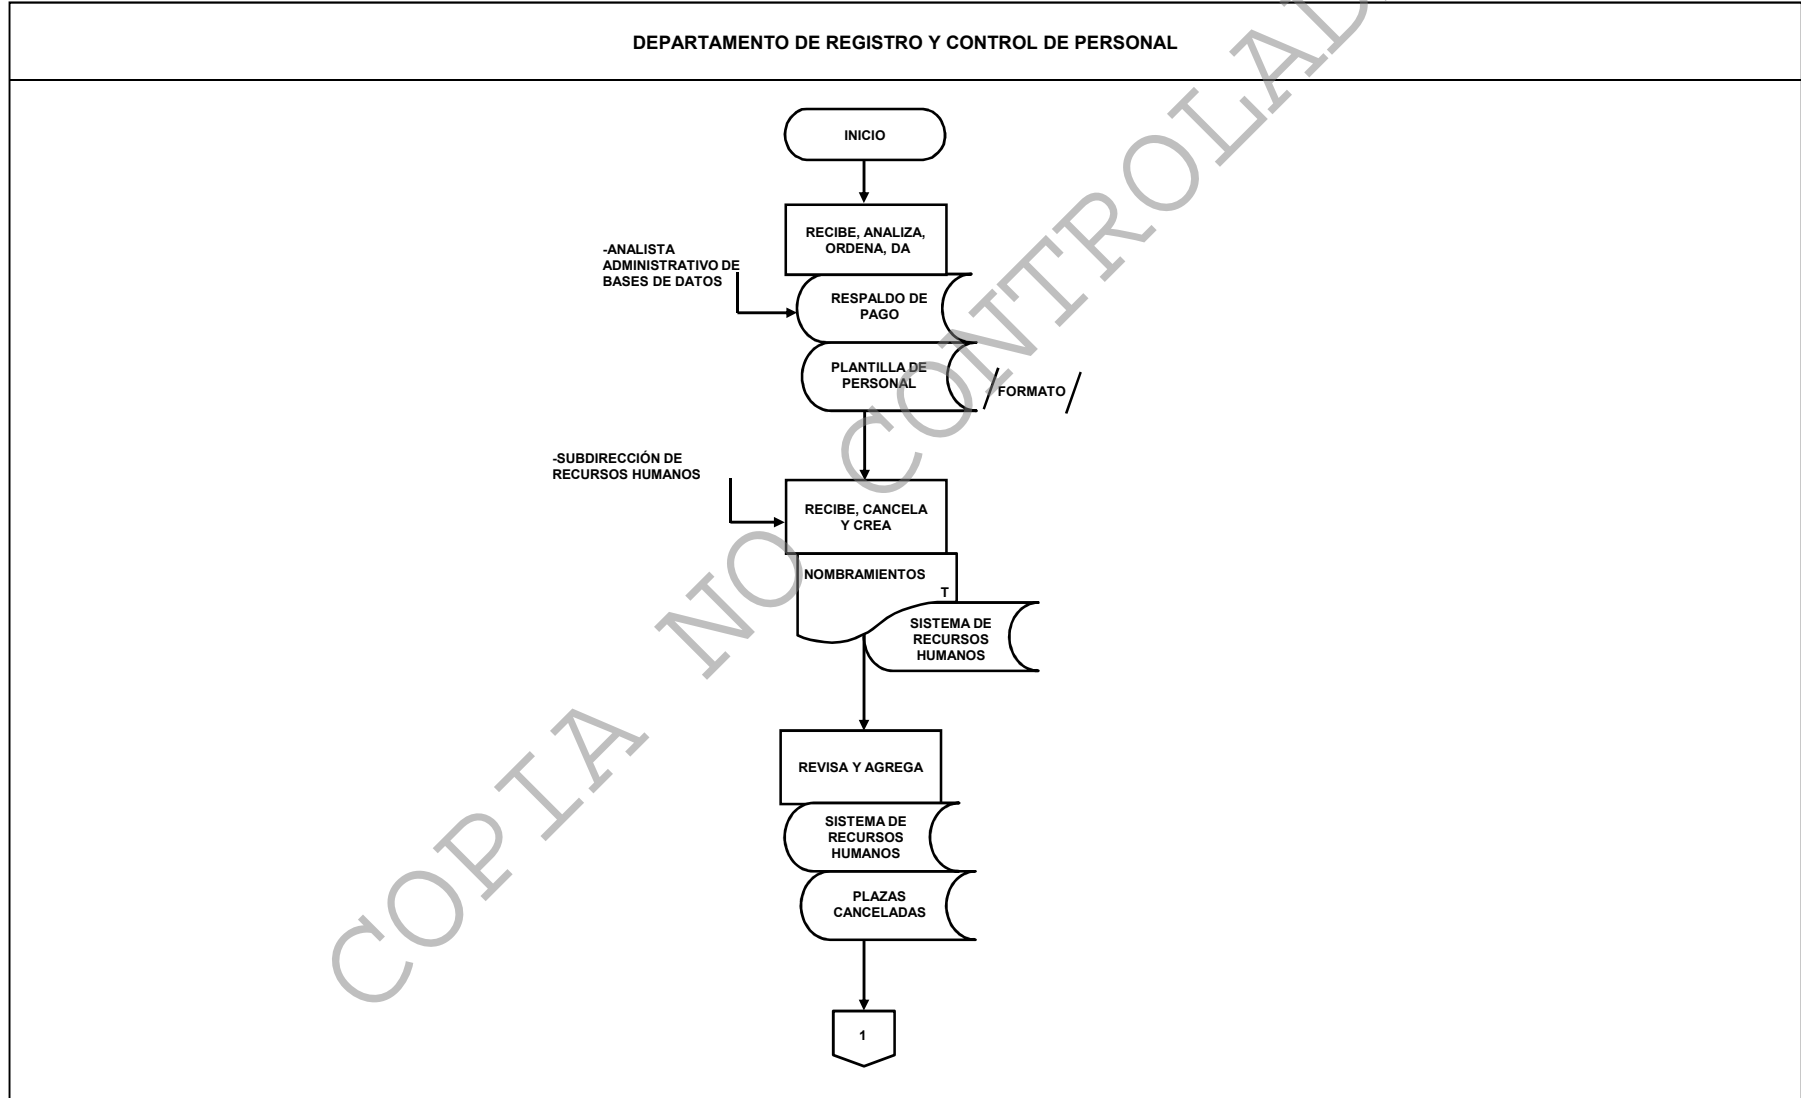 DEPARTAMENTO DE REGISTRO Y CONTROL DE PERSONAL
INICIO
RECIBE, ANALIZA,
ORDENA, DA
-ANALISTA
ADMINISTRATIVO DE
BASES DE DATOS
RESPALDO DE
PAGO
PLANTILLA DE
PERSONAL
FORMATO
-SUBDIRECCIÓN DE
RECURSOS HUMANOS
RECIBE, CANCELA
Y CREA
NOMBRAMIENTOS
T
SISTEMA DE
RECURSOS
HUMANOS
REVISA Y AGREGA
SISTEMA DE
RECURSOS
HUMANOS
PLAZAS
CANCELADAS
1
COPIA NO CONTROLAD